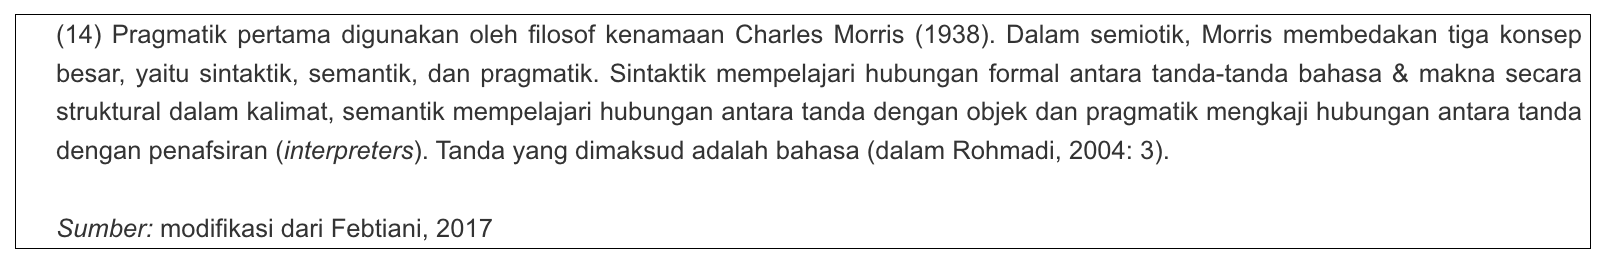 (14) Pragmatik pertama digunakan oleh filosof kenamaan Charles Morris (1938). Dalam semiotik, Morris membedakan tiga konsep
besar, yaitu sintaktik, semantik, dan pragmatik. Sintaktik mempelajari hubungan formal antara tanda-tanda bahasa & makna secara
struktural dalam kalimat, semantik mempelajari hubungan antara tanda dengan objek dan pragmatik mengkaji hubungan antara tanda
dengan penafsiran (interpreters). Tanda yang dimaksud adalah bahasa (dalam Rohmadi, 2004: 3).
Sumber: modifikasi dari Febtiani, 2017